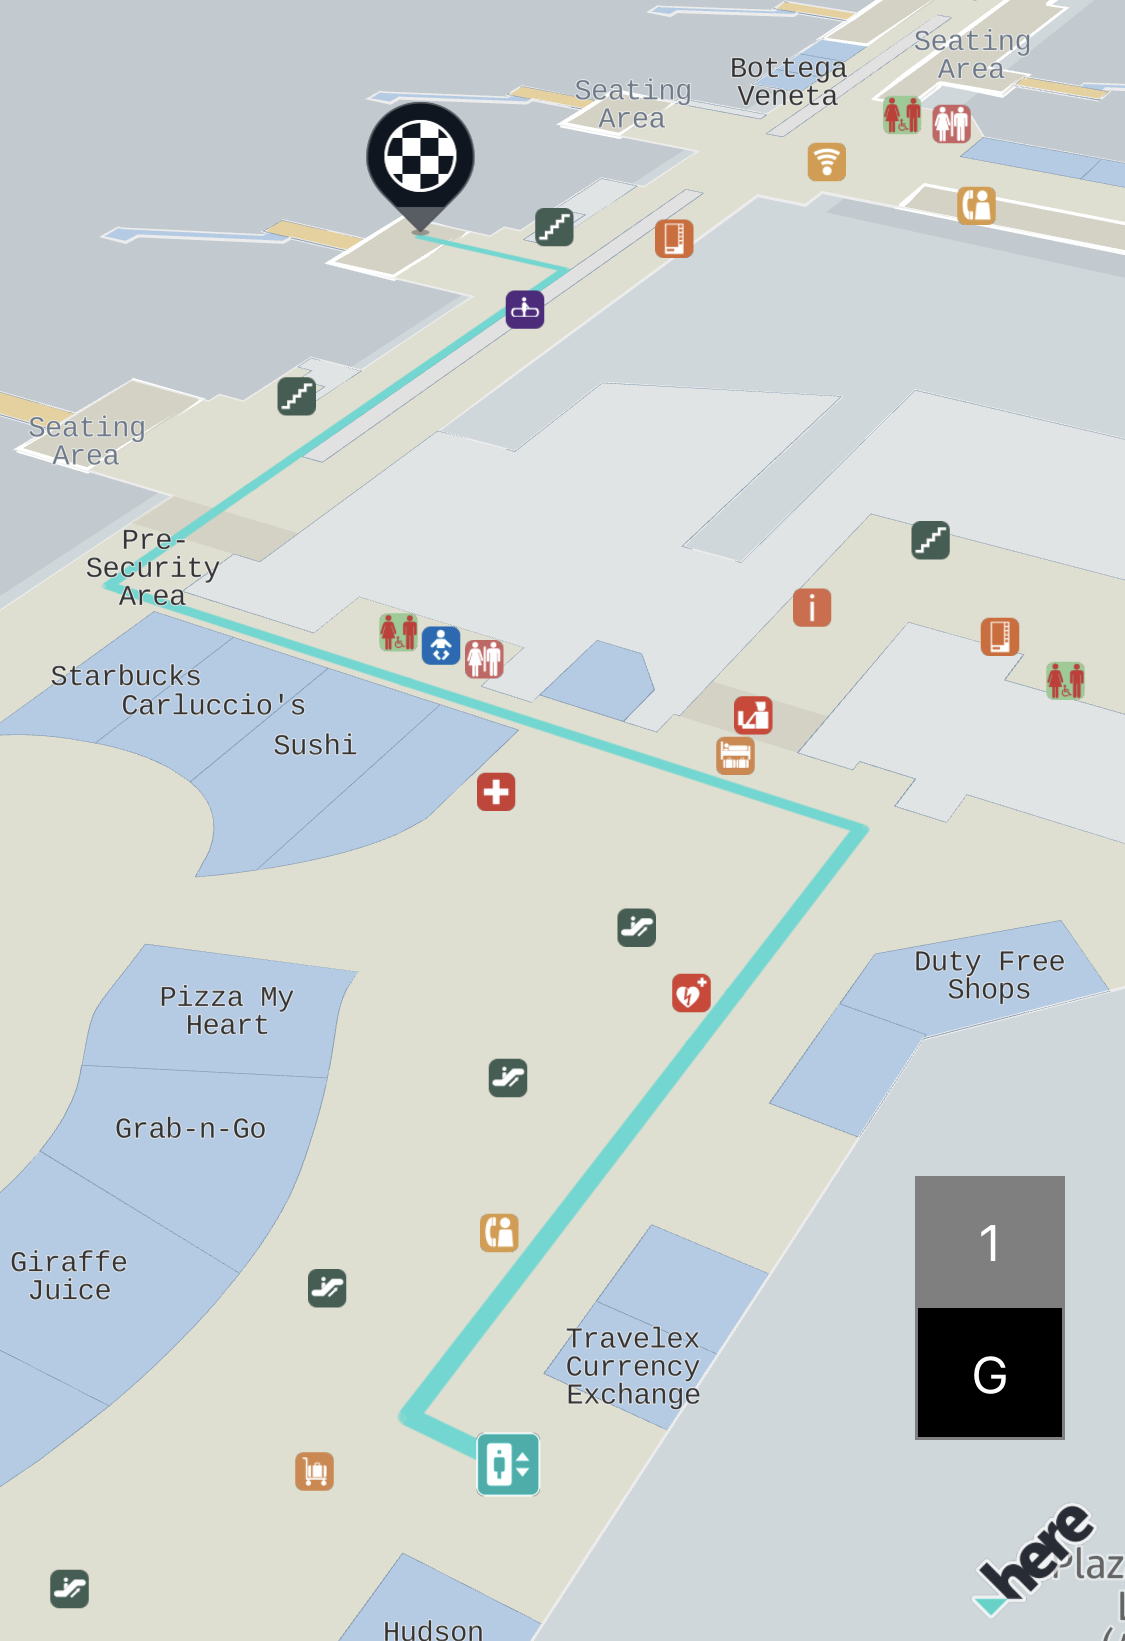 Seating
Area
Bottega
Veneta
Seating
Area
Seating
Area
Pre-
Security
Area
Starbucks
Carluccio's
Sushi
i
Duty Free
Shops
Pizza My
Heart
Grab-n-Go
1
Giraffe
Juice
Travelex
Currency
Exchange
G
here
Plaz
L
Hudson